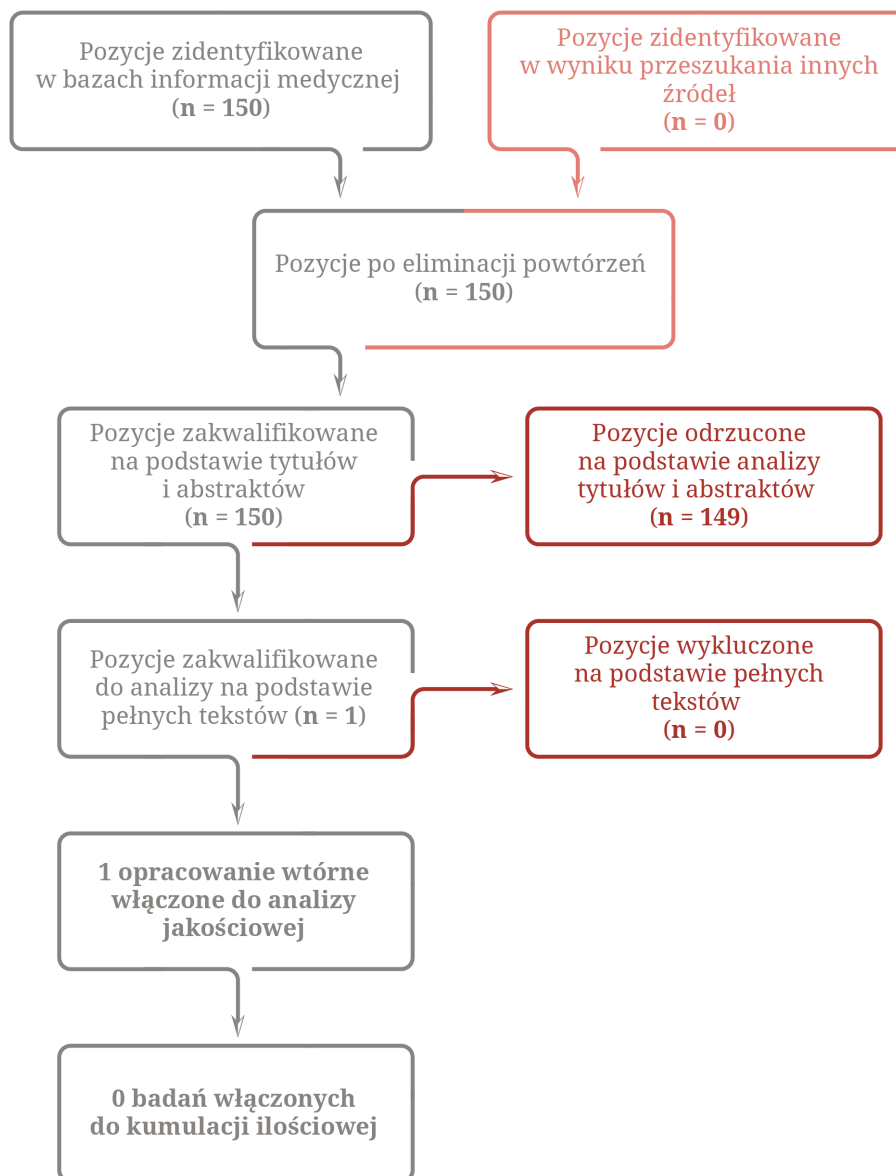 Pozycje zidentyfikowane
w bazach informacji medycznej
(n = 150)
Pozycje zidentyfikowane
w wyniku przeszukania innych
źródeł
(n = 0)
Pozycje po eliminacji powtórzeń
(n = 150)
Pozycje zakwalifikowane
na podstawie tytułów
i abstraktów
(n = 150)
Pozycje odrzucone
na podstawie analizy
tytułów i abstraktów
(n = 149)
Pozycje zakwalifikowane
do analizy na podstawie
pełnych tekstów (n = 1)
Pozycje wykluczone
na podstawie pełnych
tekstów
(n = 0)
1 opracowanie wtórne
włączone do analizy
jakościowej
0 badań włączonych
do kumulacji ilościowej